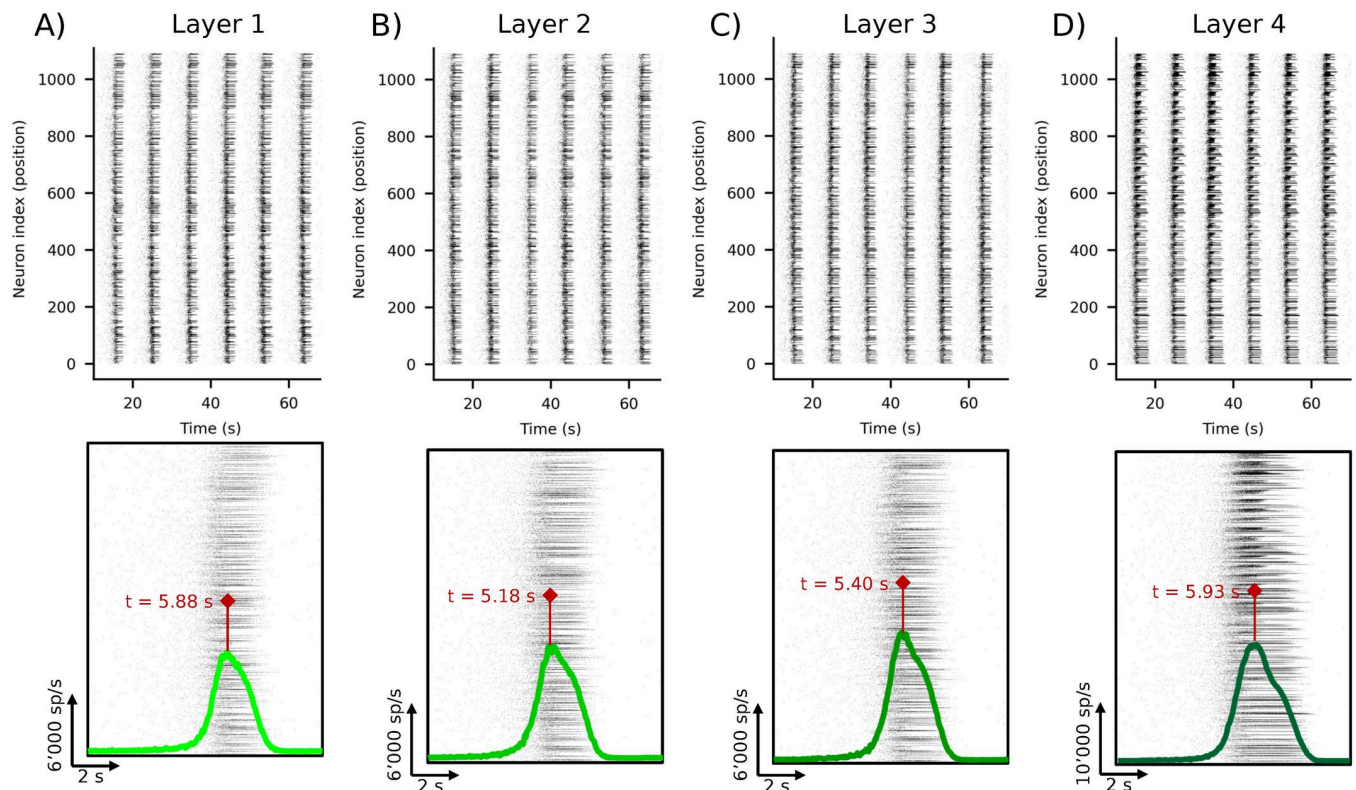 A) Layer 1
B) Layer 2
C) Layer 3
D) Layer 4
Neuron index (position)
1000
800
600
400
200
0
20 40 60
Time (s)
Neuron index (position)
1000
800
600
400
200
0
20 40 60
Time (s)
Neuron index (position)
1000
800
600
400
200
0
20 40 60
Time (s)
Neuron index (position)
1000
800
600
400
200
0
20 40 60
Time (s)
t = 5.88 s
6’000 sp/s
2 s
t = 5.18 s
6’000 sp/s
2 s
t = 5.40 s
6’000 sp/s
2 s
t = 5.93 s
10’000 sp/s
2 s